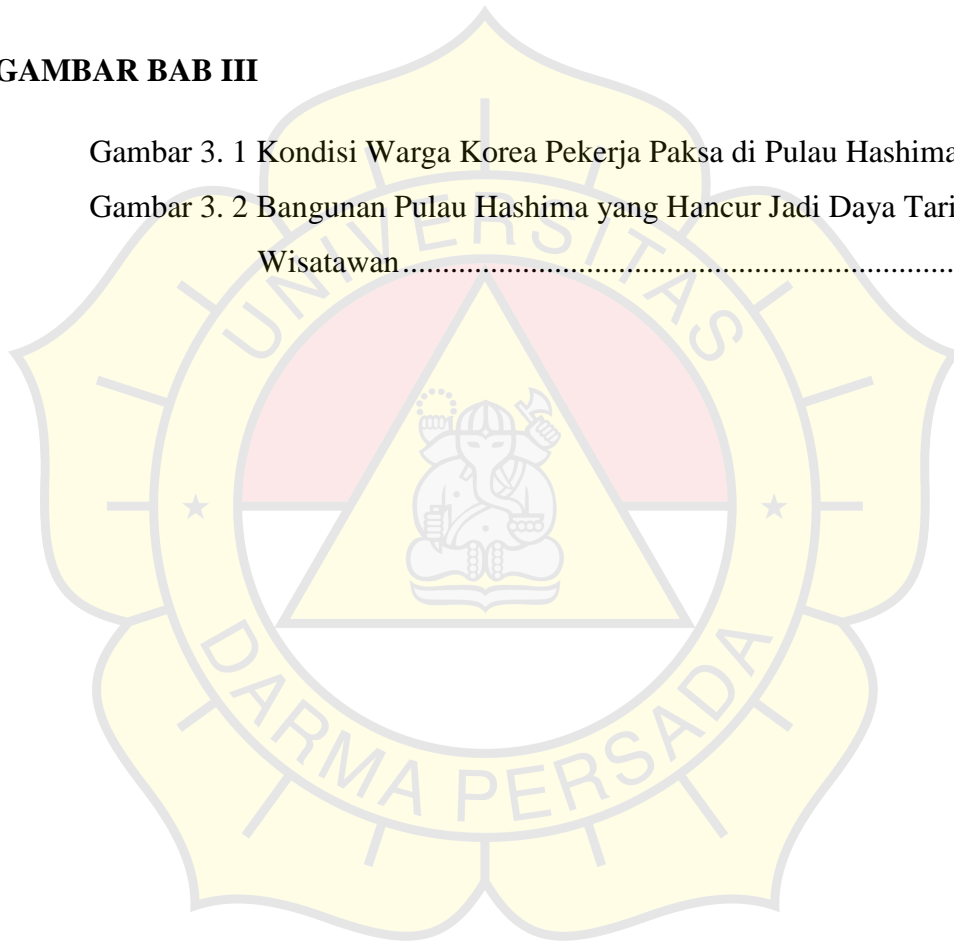 GAMBAR BAB III
Gambar 3. 1 Kondisi Warga Korea Pekerja Paksa di Pulau Hashima
Gambar 3. 2 Bangunan Pulau Hashima yang Hancur Jadi Daya Tari
Wisatawan......................................................................
UNIVERSITAS
DARMA PERSADA